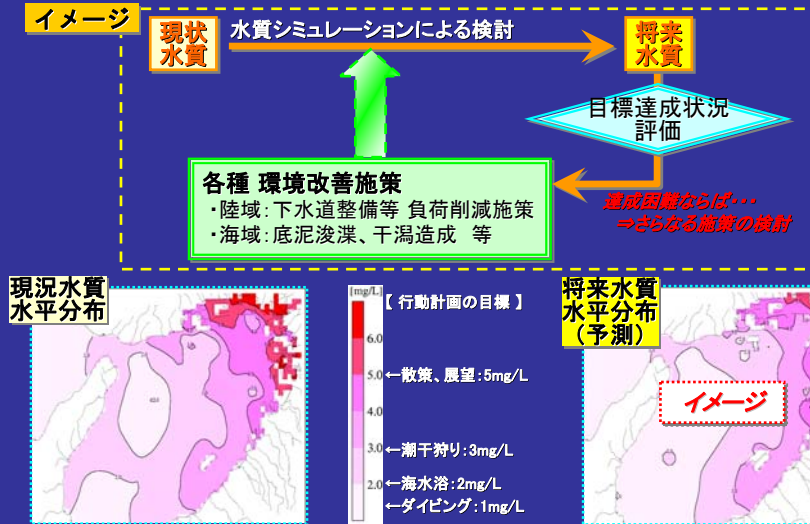 イメージ
現状
水質
水質シミュレーションによる検討
将来
水質
目標達成状況
評価
各種 環境改善施策
・陸域：下水道整備等 負荷削減施策
・海域：底泥浚渫、干潟造成 等
達成困難ならば・・・
⇒さらなる施策の検討
現況水質
水平分布
[mg/L]
【 行動計画の目標 】
6.0
5.0
←散策、展望：5mg/L
4.0
3.0
←潮干狩り：3mg/L
2.0
←海水浴：2mg/L
←ダイビング：1mg/L
将来水質
水平分布
（予測）
イメージ